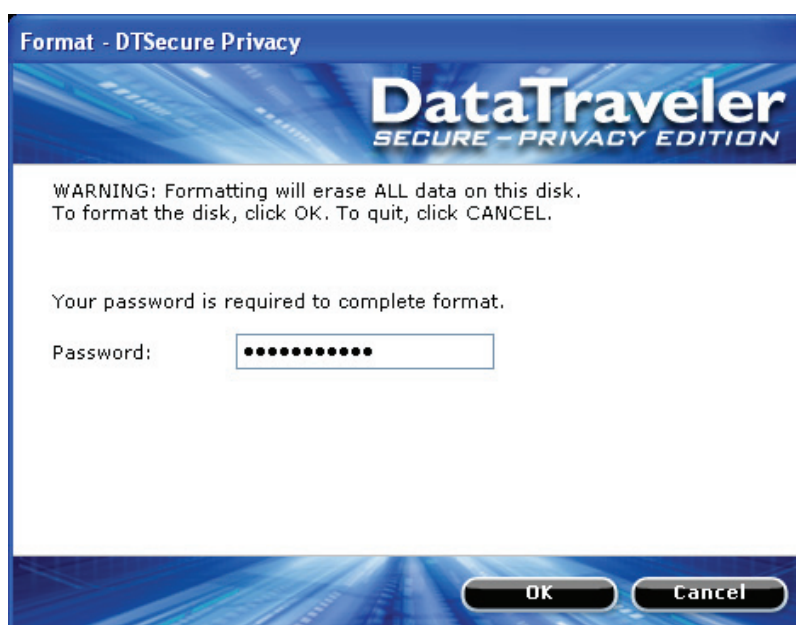 Format - DTSecure Privacy
DataTraveler
SECURE – PRIVACY EDITION
WARNING: Formatting will erase ALL data on this disk.
To format the disk, click OK. To quit, click CANCEL.
Your password is required to complete format.
Password: •••••••••••
OK Cancel